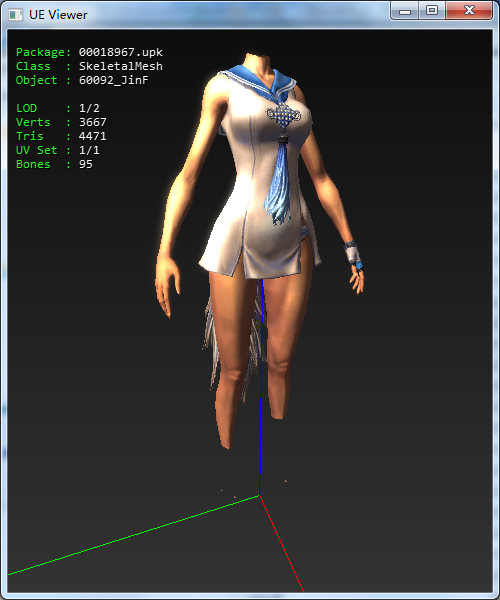 UE Viewer
Package: 00018967.upk
Class : SkeletalMesh
Object : 60092_JinF
LOD : 1/2
Verts : 3667
Tris : 4471
UV Set : 1/1
Bones : 95